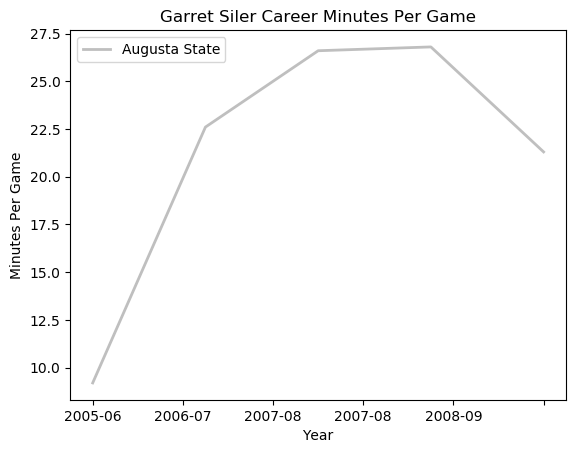 Garret Siler Career Minutes Per Game
Augusta State
27.5
25.0
22.5
20.0
17.5
15.0
12.5
10.0
Minutes Per Game
2005-06 2006-07 2007-08 2007-08 2008-09
Year